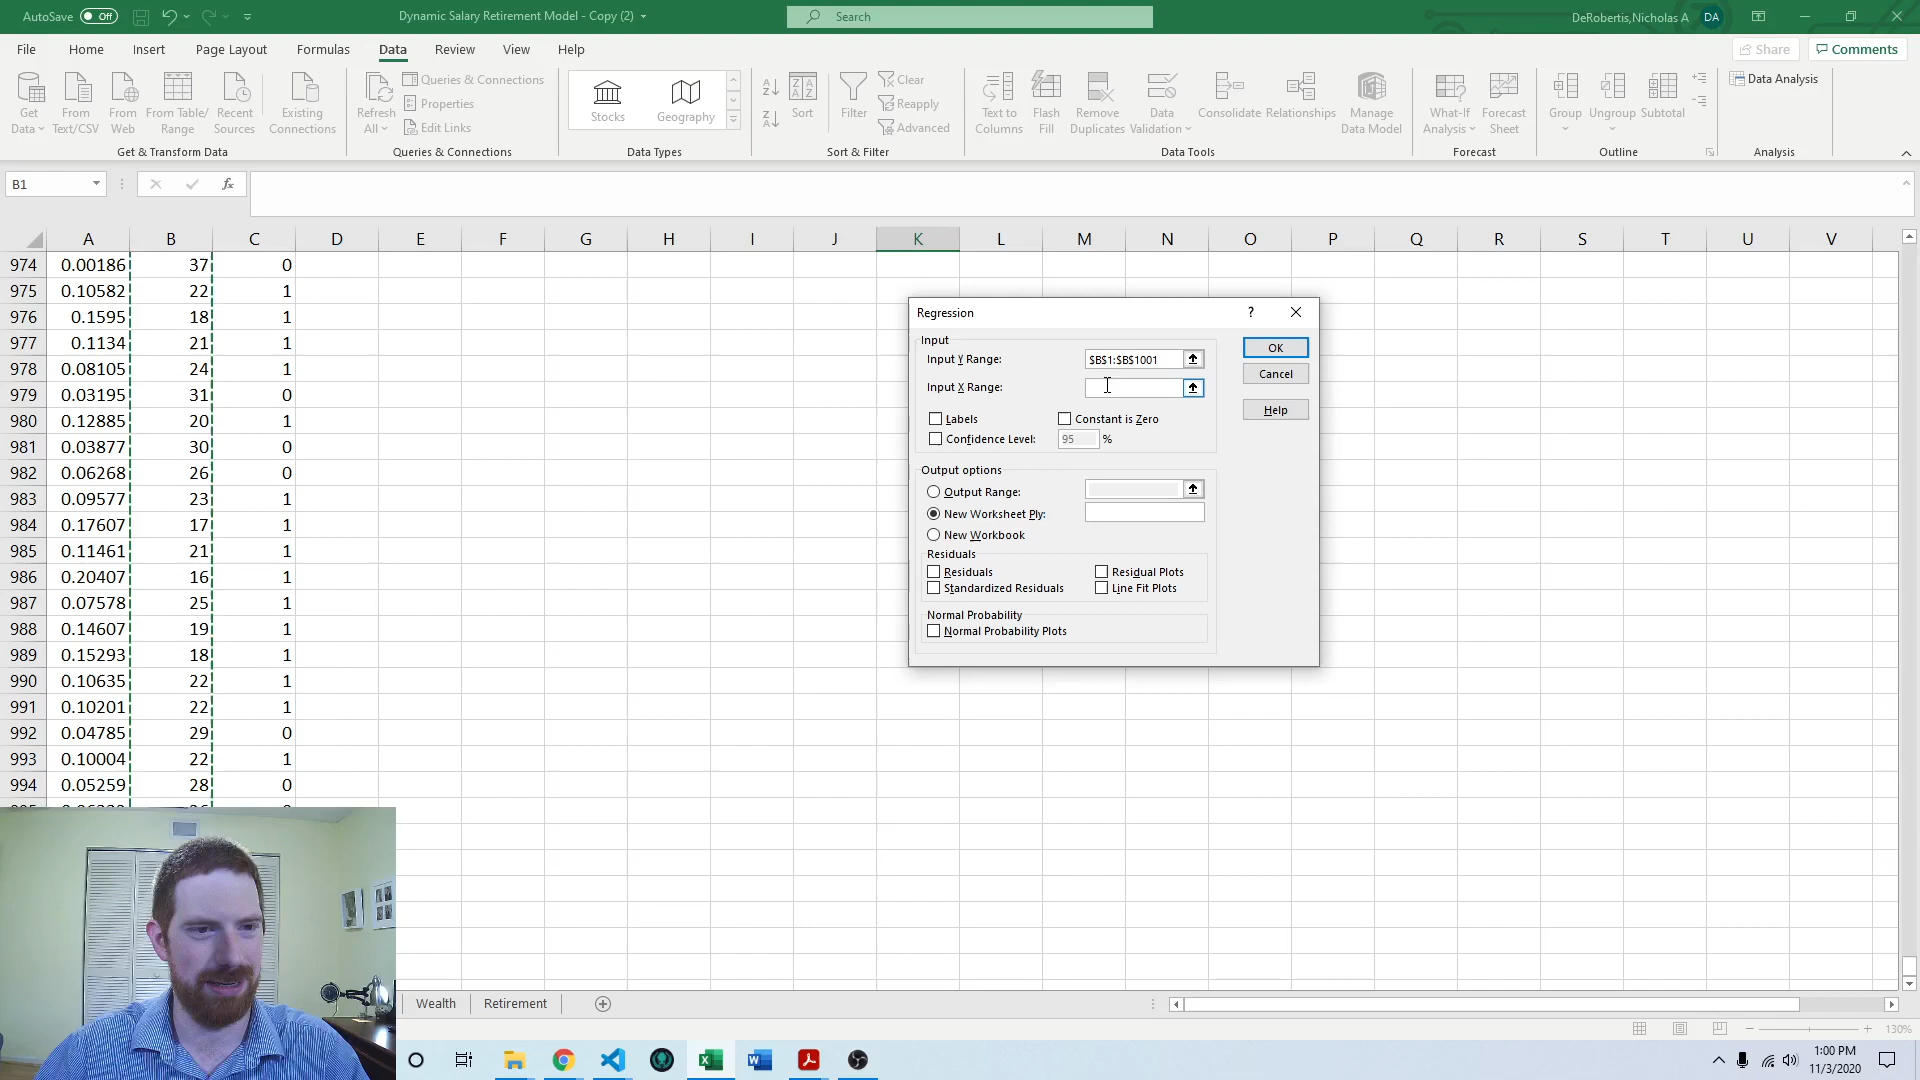 AutoSave Off Dynamic Salary Retirement Model - Copy (2) Search DeRobertis,Nicholas A DA
File Home Insert Page Layout Formulas Data Review View Help Share Comments
Get Data From Text/CSV From Web From Table/ Range Recent Sources Existing Connections
Get & Transform Data
Refresh All Queries & Connections Properties Edit Links
Queries & Connections
Stocks Geography
Data Types
Sort Filter Clear Reapply Advanced
Sort & Filter
Text to Columns Flash Fill Remove Duplicates Data Validation Consolidate Relationships Manage Data Model
Data Tools
What-If Analysis Forecast Sheet
Forecast
Group Ungroup Subtotal
Outline
Data Analysis
Analysis
B1 fx
A B C D E F G H I J K L M N O P Q R S T U V
974 0.00186 37 0
975 0.10582 22 1
976 0.1595 18 1
977 0.1134 21 1
978 0.08105 24 1
979 0.03195 31 0
980 0.12885 20 1
981 0.03877 30 0
982 0.06268 26 0
983 0.09577 23 1
984 0.17607 17 1
985 0.11461 21 1
986 0.20407 16 1
987 0.07578 25 1
988 0.14607 19 1
989 0.15293 18 1
990 0.10635 22 1
991 0.10201 22 1
992 0.04785 29 0
993 0.10004 22 1
994 0.05259 28 0
Regression ?
Input
Input Y Range: $B$1:$B$1001 OK
Input X Range: Cancel
Labels Constant is Zero Help
Confidence Level: 95 %
Output options
Output Range:
New Worksheet Ply:
New Workbook
Residuals
Residuals Residual Plots
Standardized Residuals Line Fit Plots
Normal Probability
Normal Probability Plots
Wealth Retirement
130%
1:00 PM
11/3/2020